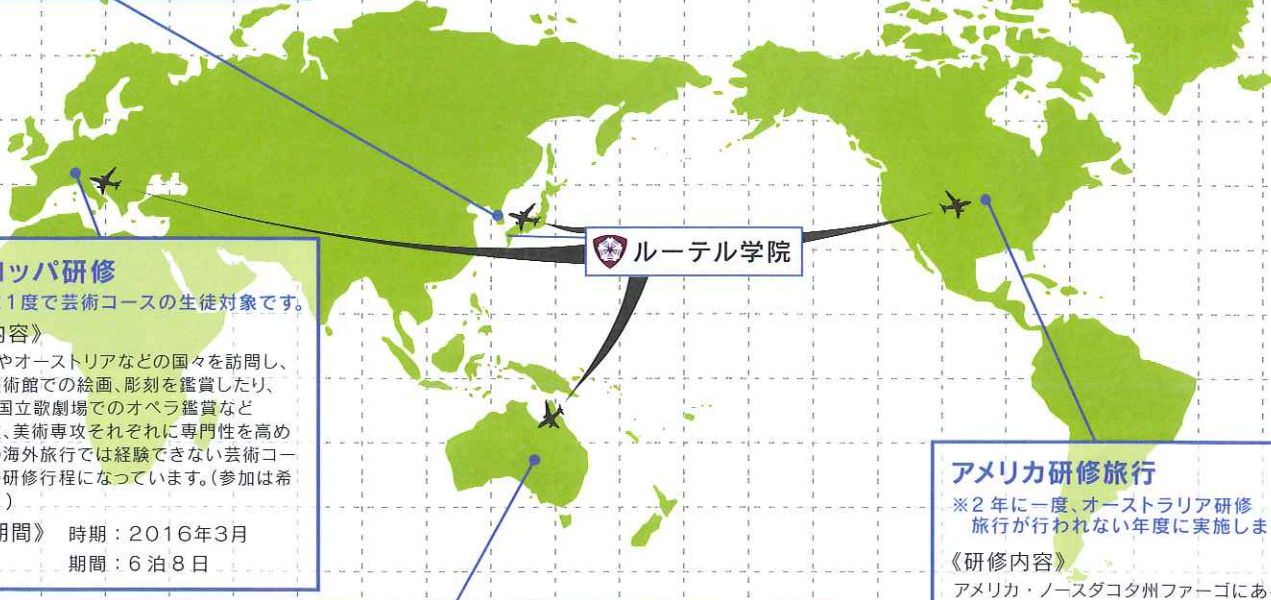 ルーテル学院
ロッパ研修
1度で芸術コースの生徒対象です。
内容》
やオーストリアなどの国々を訪問し、
術館での絵画、彫刻を鑑賞したり、
国立歌劇場でのオペラ鑑賞など
、美術専攻それぞれに専門性を高め
海外旅行では経験できない芸術コー
研修行程になっています。(参加は希
)
期間》 時期:2016年3月
期間:6泊8日
アメリカ研修旅行
※2年に一度、オーストラリア研修
旅行が行われない年度に実施しま
《研修内容》
アメリカ・ノースダコタ州ファーゴにあ